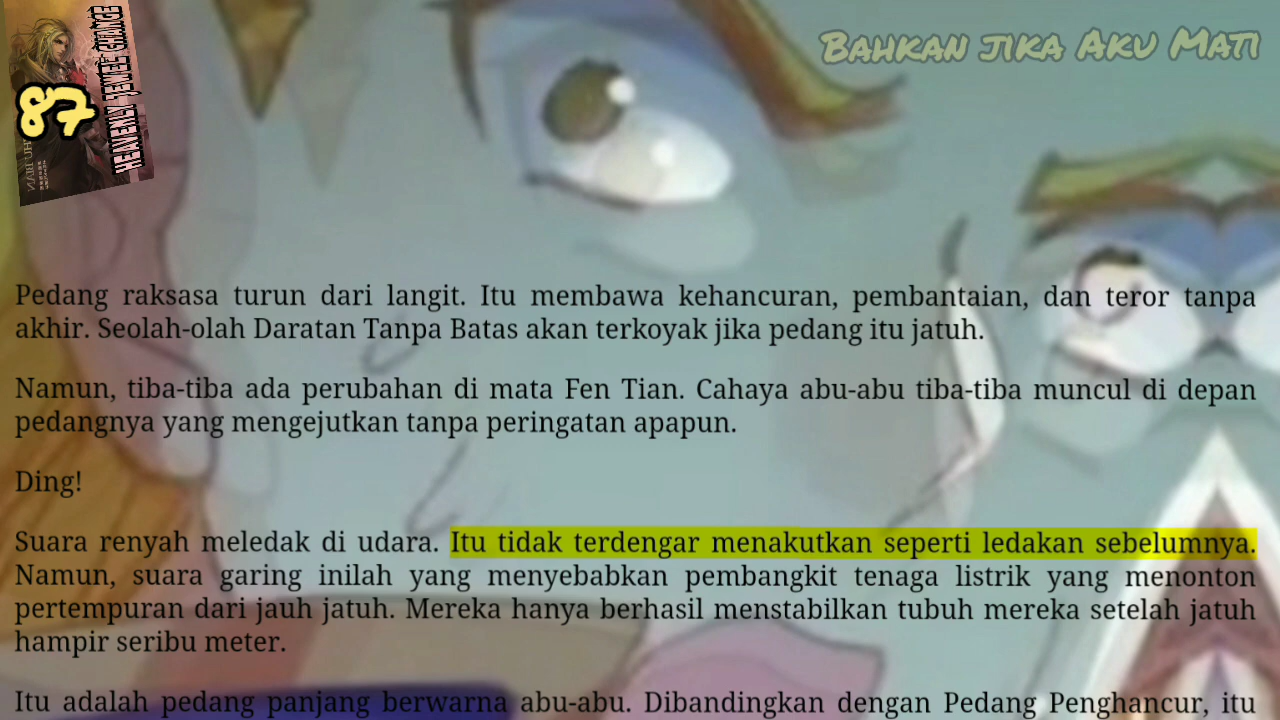 Bahkan jika Aku Mati
87
HEAVENLY JEWEL CHANGE
Pedang raksasa turun dari langit. Itu membawa kehancuran, pembantaian, dan teror tanpa
akhir. Seolah-olah Daratan Tanpa Batas akan terkoyak jika pedang itu jatuh.
Namun, tiba-tiba ada perubahan di mata Fen Tian. Cahaya abu-abu tiba-tiba muncul di depan
pedangnya yang mengejutkan tanpa peringatan apapun.
Ding!
Suara renyah meledak di udara. Itu tidak terdengar menakutkan seperti ledakan sebelumnya.
Namun, suara garing inilah yang menyebabkan pembangkit tenaga listrik yang menonton
pertempuran dari jauh jatuh. Mereka hanya berhasil menstabilkan tubuh mereka setelah jatuh
hampir seribu meter.
Itu adalah pedang panjang berwarna abu-abu. Dibandingkan dengan Pedang Penghancur, itu